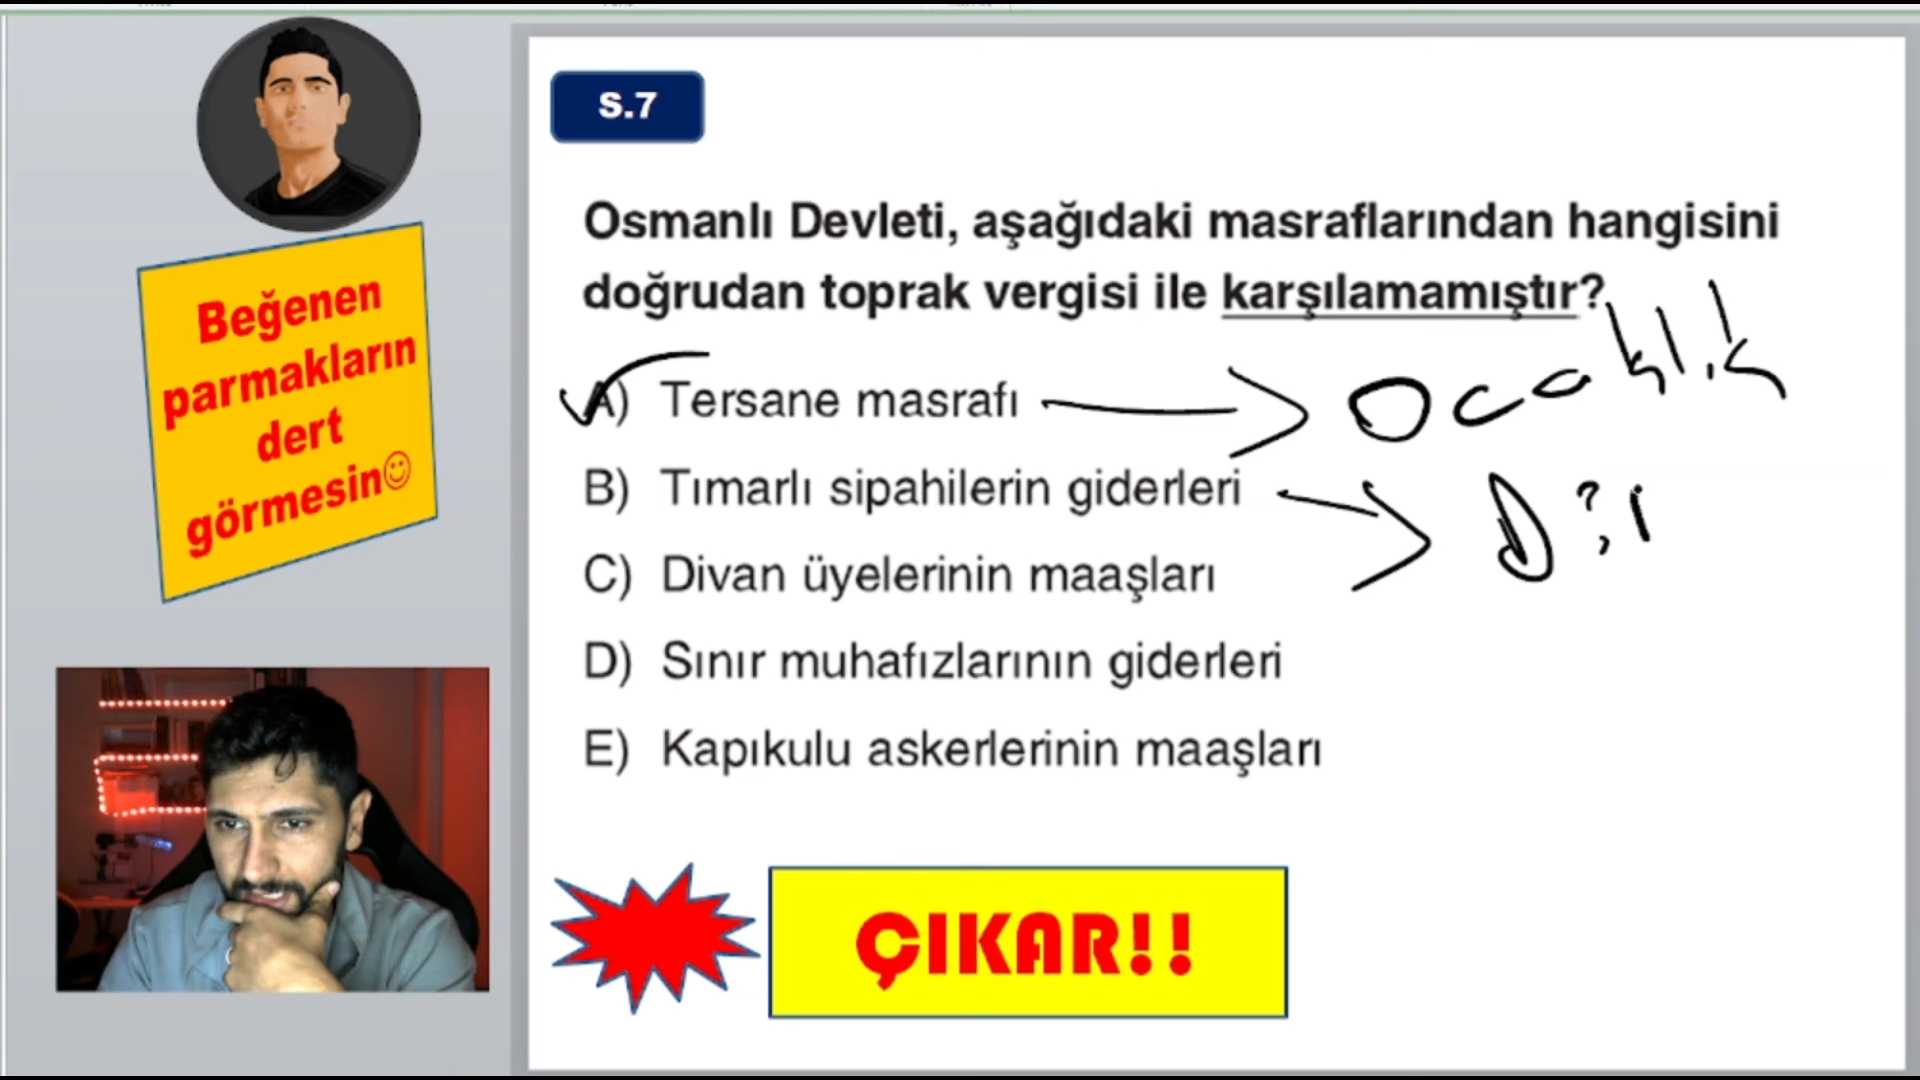 S.7
Osmanlı Devleti, aşağıdaki masraflarından hangisini
doğrudan toprak vergisi ile karşılamamıştır?
A) Tersane masrafı
Ocaklık
B) Tımarlı sipahilerin giderleri
C) Divan üyelerinin maaşları
D) Sınır muhafızlarının giderleri
E) Kapıkulu askerlerinin maaşları
ÇIKAR!!
Beğenen
parmakların
dert
görmesin☺